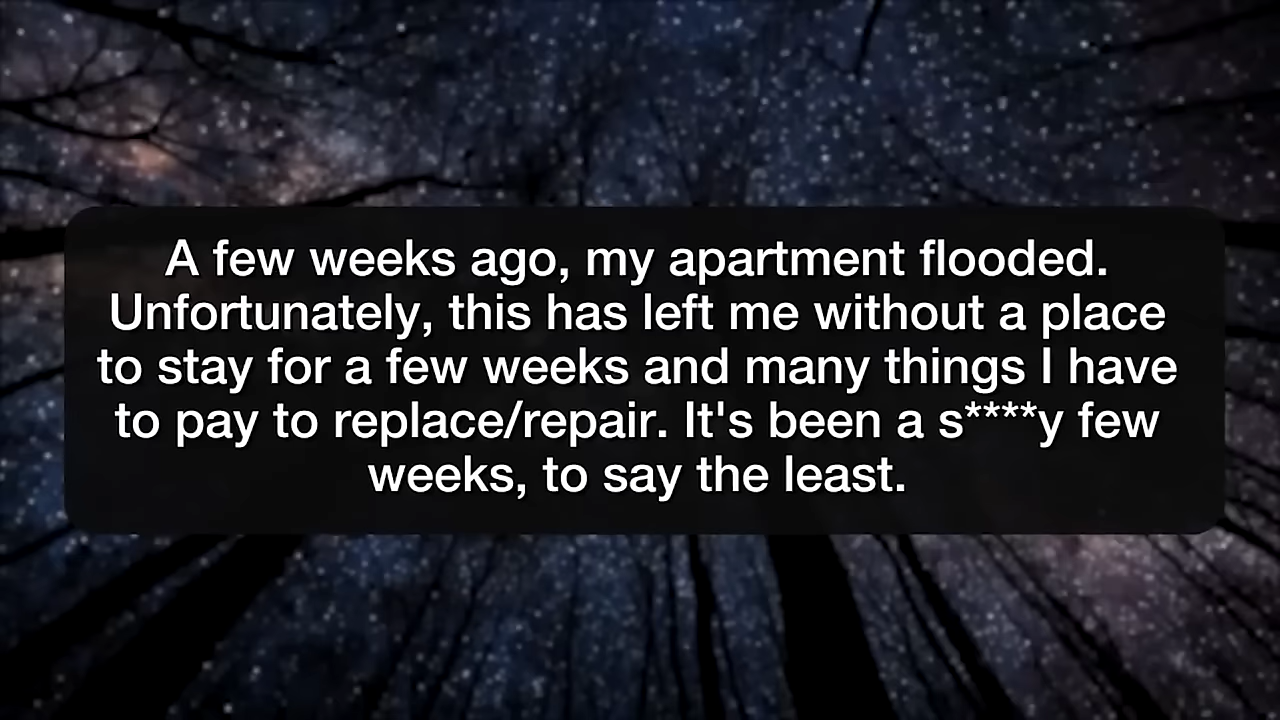 A few weeks ago, my apartment flooded.
Unfortunately, this has left me without a place
to stay for a few weeks and many things I have
to pay to replace/repair. It's been a s****y few
weeks, to say the least.